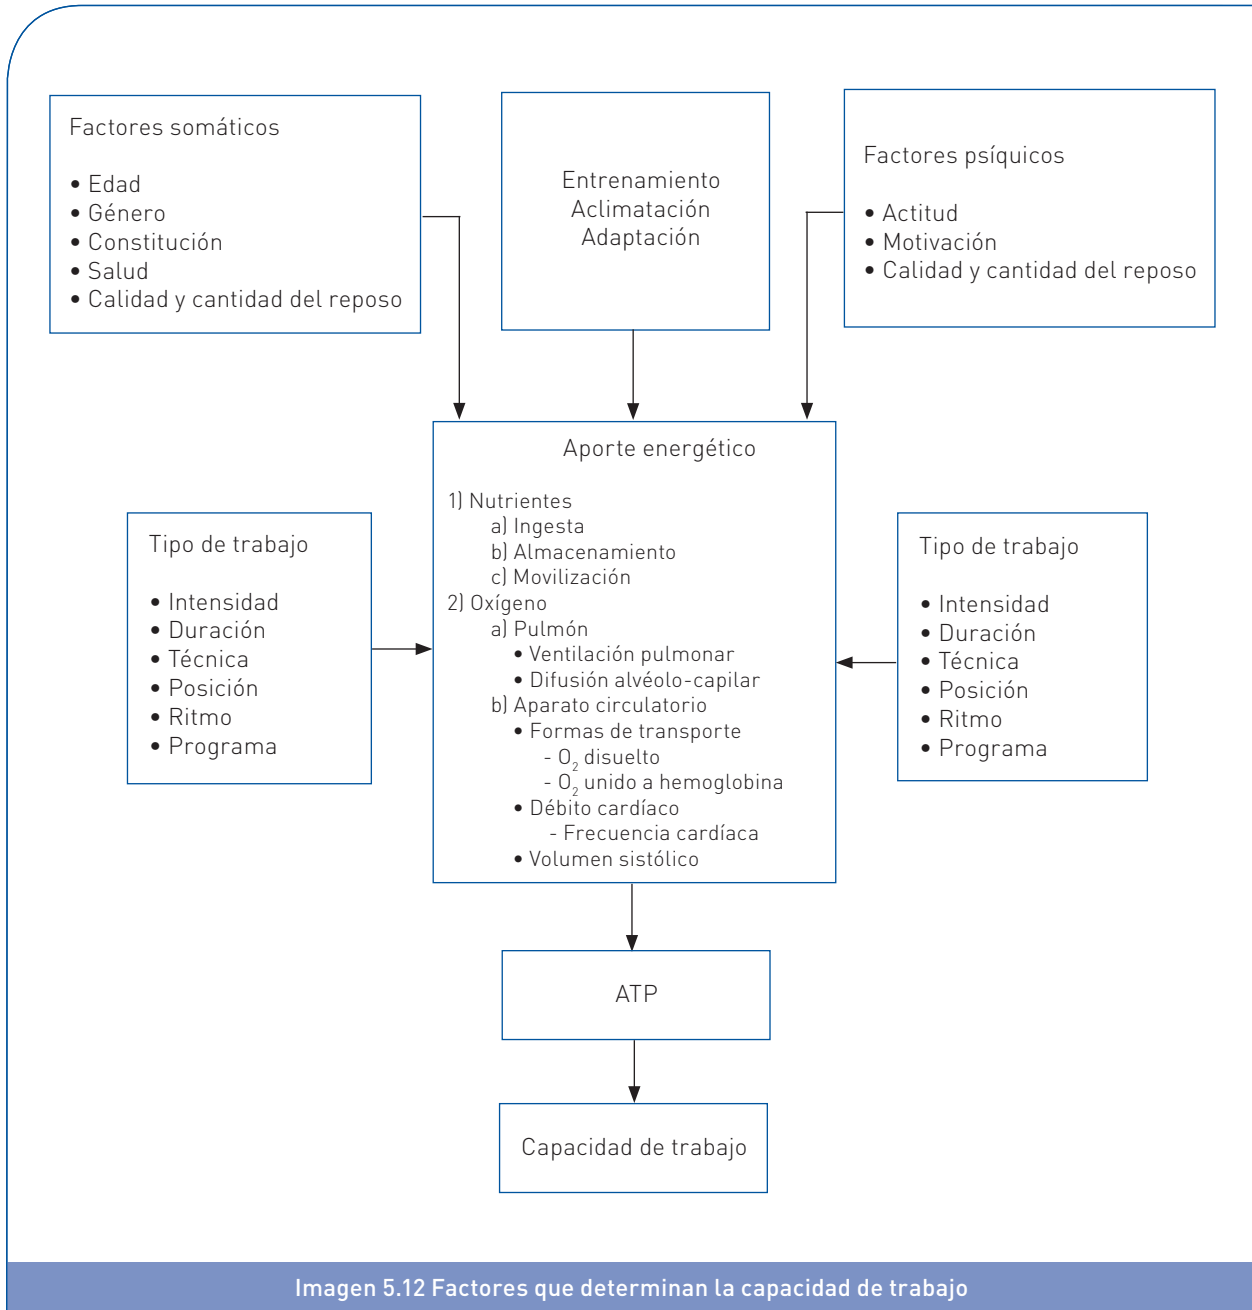 Factores somáticos
• Edad
• Género
• Constitución
• Salud
• Calidad y cantidad del reposo
Entrenamiento
Aclimatación
Adaptación
Factores psíquicos
• Actitud
• Motivación
• Calidad y cantidad del reposo
Tipo de trabajo
• Intensidad
• Duración
• Técnica
• Posición
• Ritmo
• Programa
Aporte energético
1) Nutrientes
a) Ingesta
b) Almacenamiento
c) Movilización
2) Oxígeno
a) Pulmón
• Ventilación pulmonar
• Difusión alvéolo-capilar
b) Aparato circulatorio
• Formas de transporte
- O₂ disuelto
- O₂ unido a hemoglobina
• Débito cardíaco
- Frecuencia cardíaca
• Volumen sistólico
Tipo de trabajo
• Intensidad
• Duración
• Técnica
• Posición
• Ritmo
• Programa
ATP
Capacidad de trabajo
Imagen 5.12 Factores que determinan la capacidad de trabajo